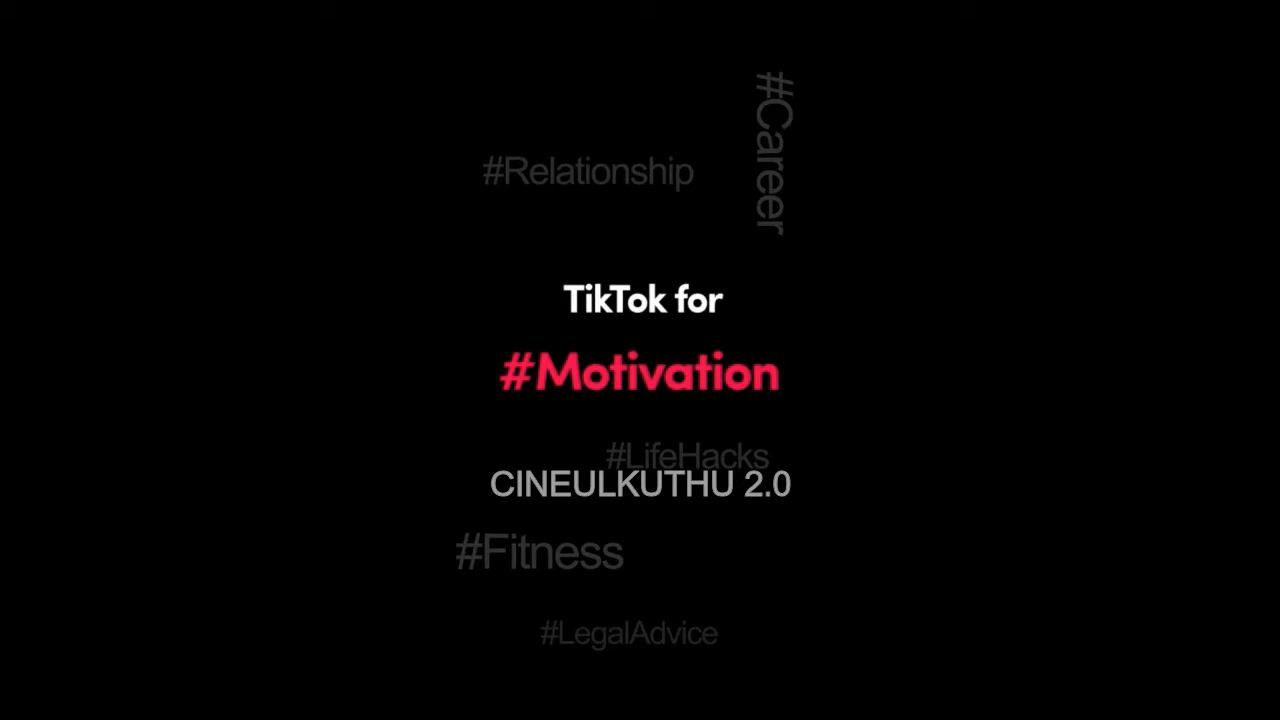 #Career
#Relationship
TikTok for
#Motivation
#LifeHacks
CINEULKUTHU 2.0
#Fitness
#LegalAdvice